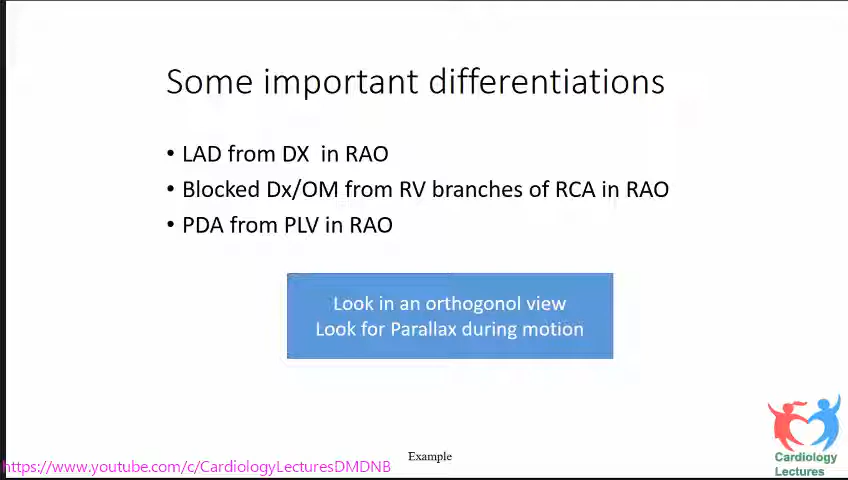 Some important differentiations
• LAD from DX in RAO
• Blocked Dx/OM from RV branches of RCA in RAO
• PDA from PLV in RAO
Look in an orthogonol view
Look for Parallax during motion
Example
https://www.youtube.com/c/CardiologyLecturesDMDNB
Cardiology
Lectures